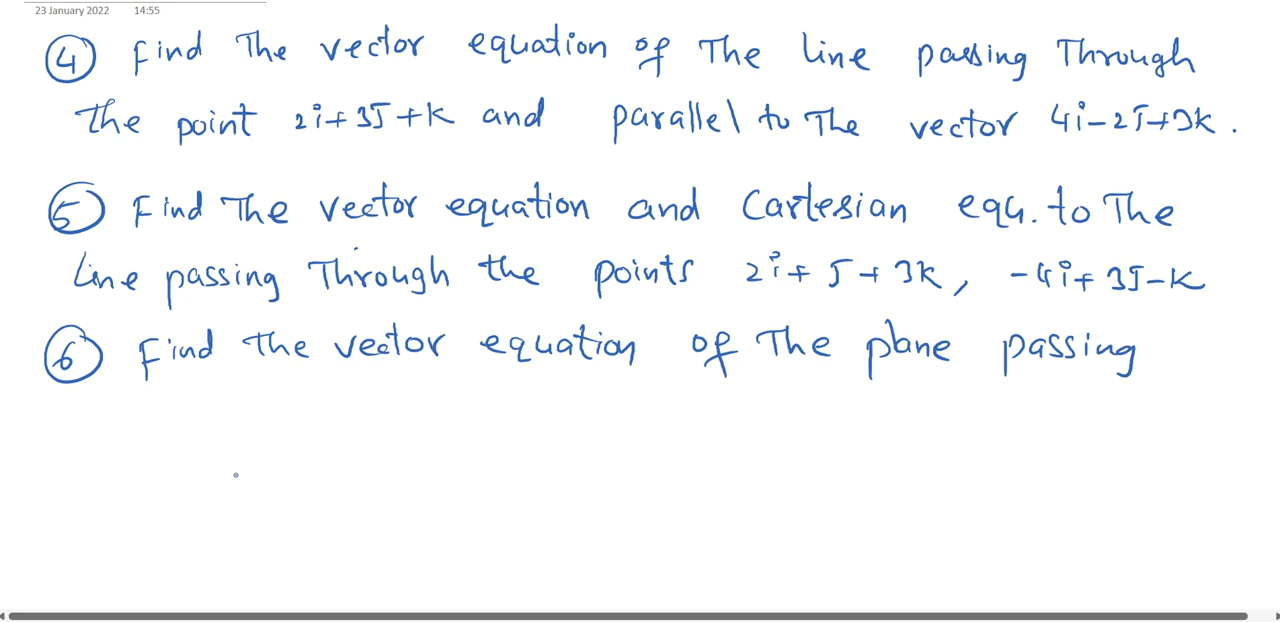 23 January 2022 14:55
④ Find The vector equation of The line passing Through
the point 2i+3J+k and parallel to The vector 4i-2J+3k.
⑤ Find The vector equation and Cartesian equ. to The
Line passing Through the points 2i+J+3k, -4i+3J-k
⑥ Find the vector equation of The plane passing